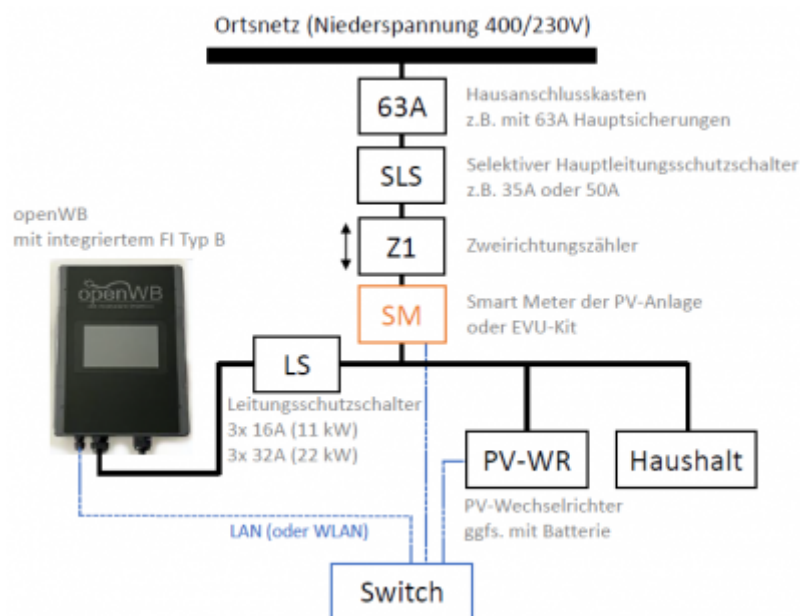 Ortsnetz (Niederspannung 400/230V)
63A
Hausanschlusskasten
z.B. mit 63A Hauptsicherungen
SLS
Selektiver Hauptleitungsschutzschalter
z.B. 35A oder 50A
openWB
mit integriertem FI Typ B
Z1
Zweirichtungszähler
openWB
SM
Smart Meter der PV-Anlage
oder EVU-Kit
LS
Leitungsschutzschalter
3x 16A (11 kW)
3x 32A (22 kW)
PV-WR
Haushalt
PV-Wechselrichter
ggfs. mit Batterie
LAN (oder WLAN)
Switch